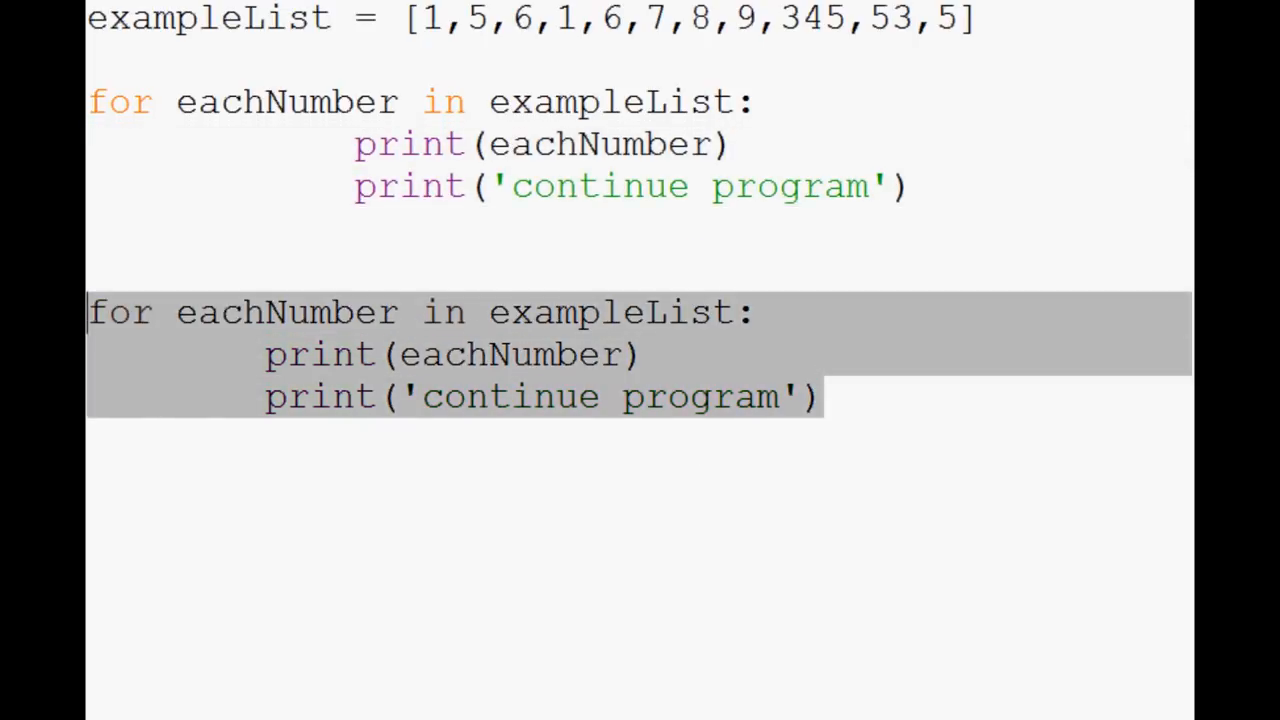 exampleList = [1,5,6,1,6,7,8,9,345,53,5]
for eachNumber in exampleList:
print(eachNumber)
print('continue program')
for eachNumber in exampleList:
print(eachNumber)
print('continue program')